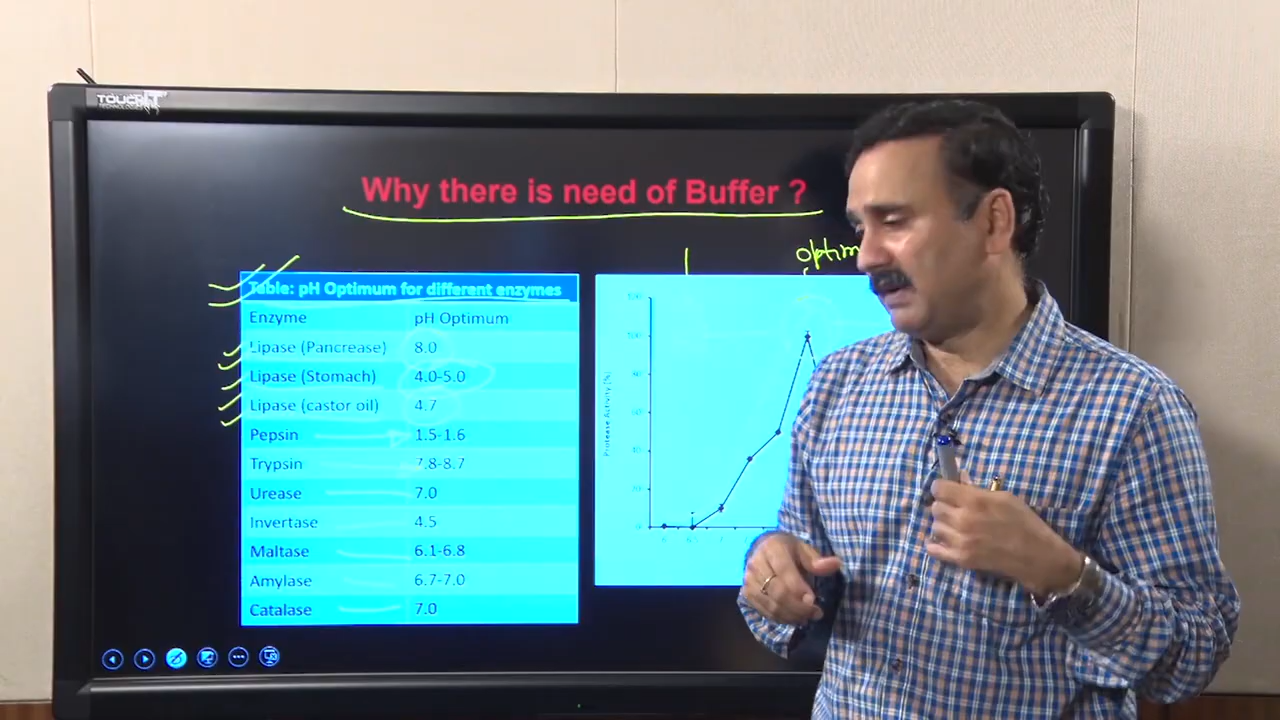 TOUCHIT
TECHNOLOGIES
Why there is need of Buffer ?
optim
Table: pH Optimum for different enzymes
Enzyme pH Optimum
Lipase (Pancrease) 8.0
Lipase (Stomach) 4.0-5.0
Lipase (castor oil) 4.7
Pepsin 1.5-1.6
Trypsin 7.8-8.7
Urease 7.0
Invertase 4.5
Maltase 6.1-6.8
Amylase 6.7-7.0
Catalase 7.0
Protease Activity [%]